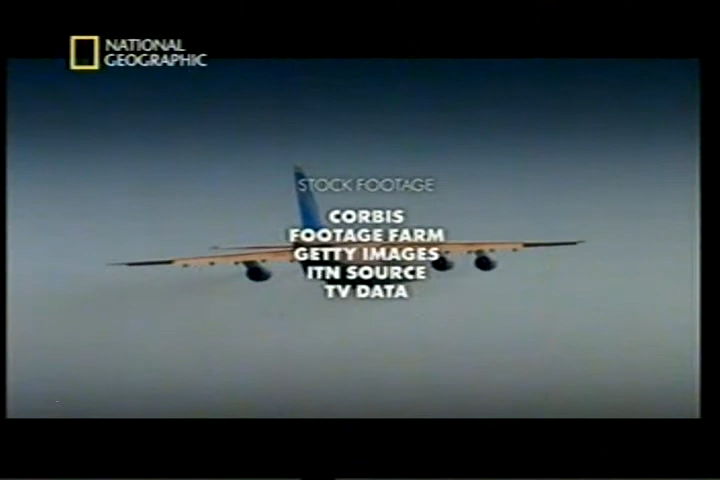 NATIONAL
GEOGRAPHIC
STOCK FOOTAGE
CORBIS
FOOTAGE FARM
GETTY IMAGES
ITN SOURCE
TV DATA